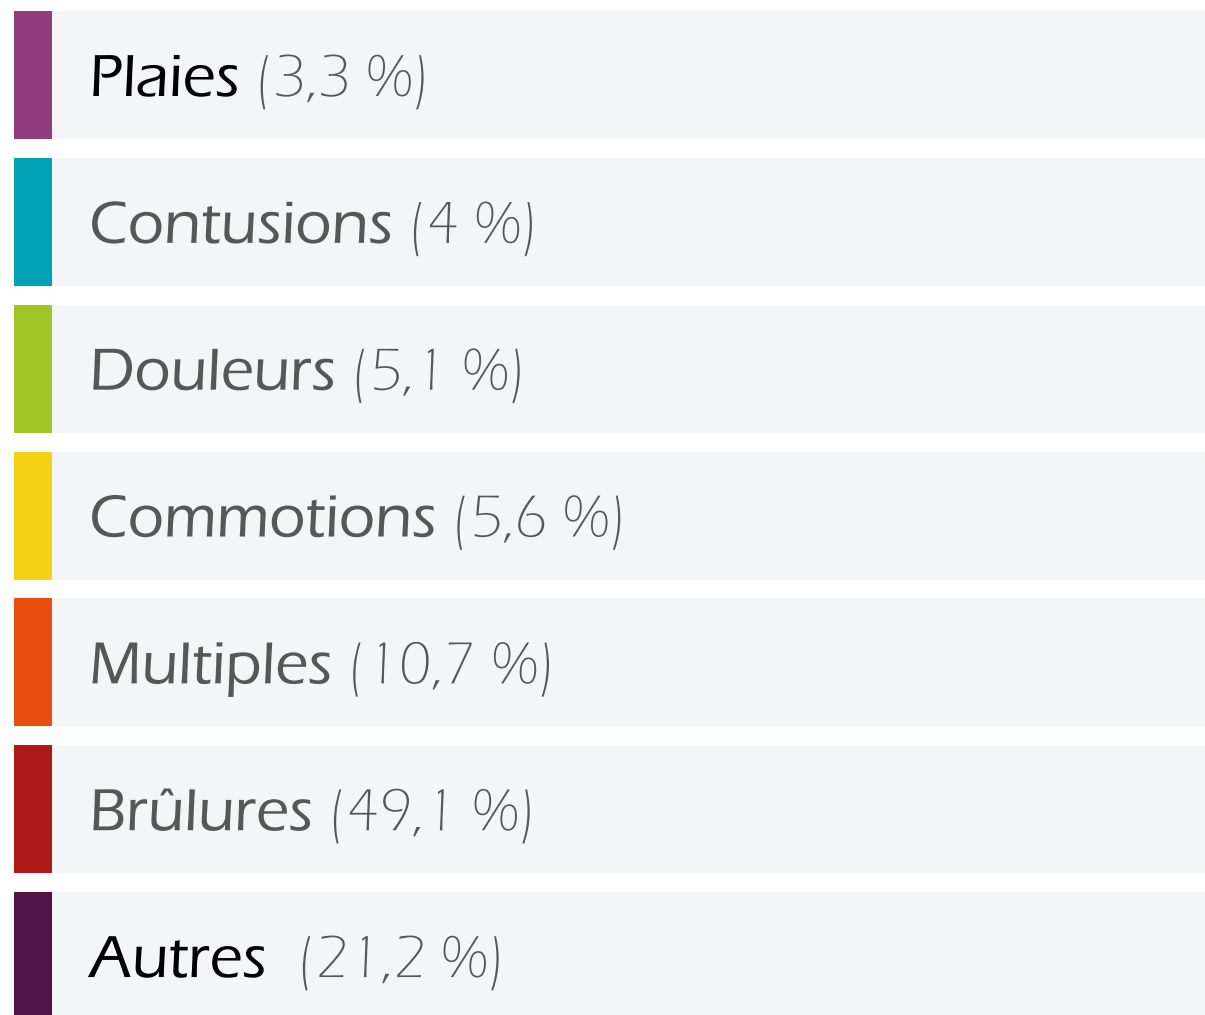 Plaies (3,3 %)
Contusions (4 %)
Douleurs (5,1 %)
Commotions (5,6 %)
Multiples (10,7 %)
Brûlures (49,1 %)
Autres (21,2 %)